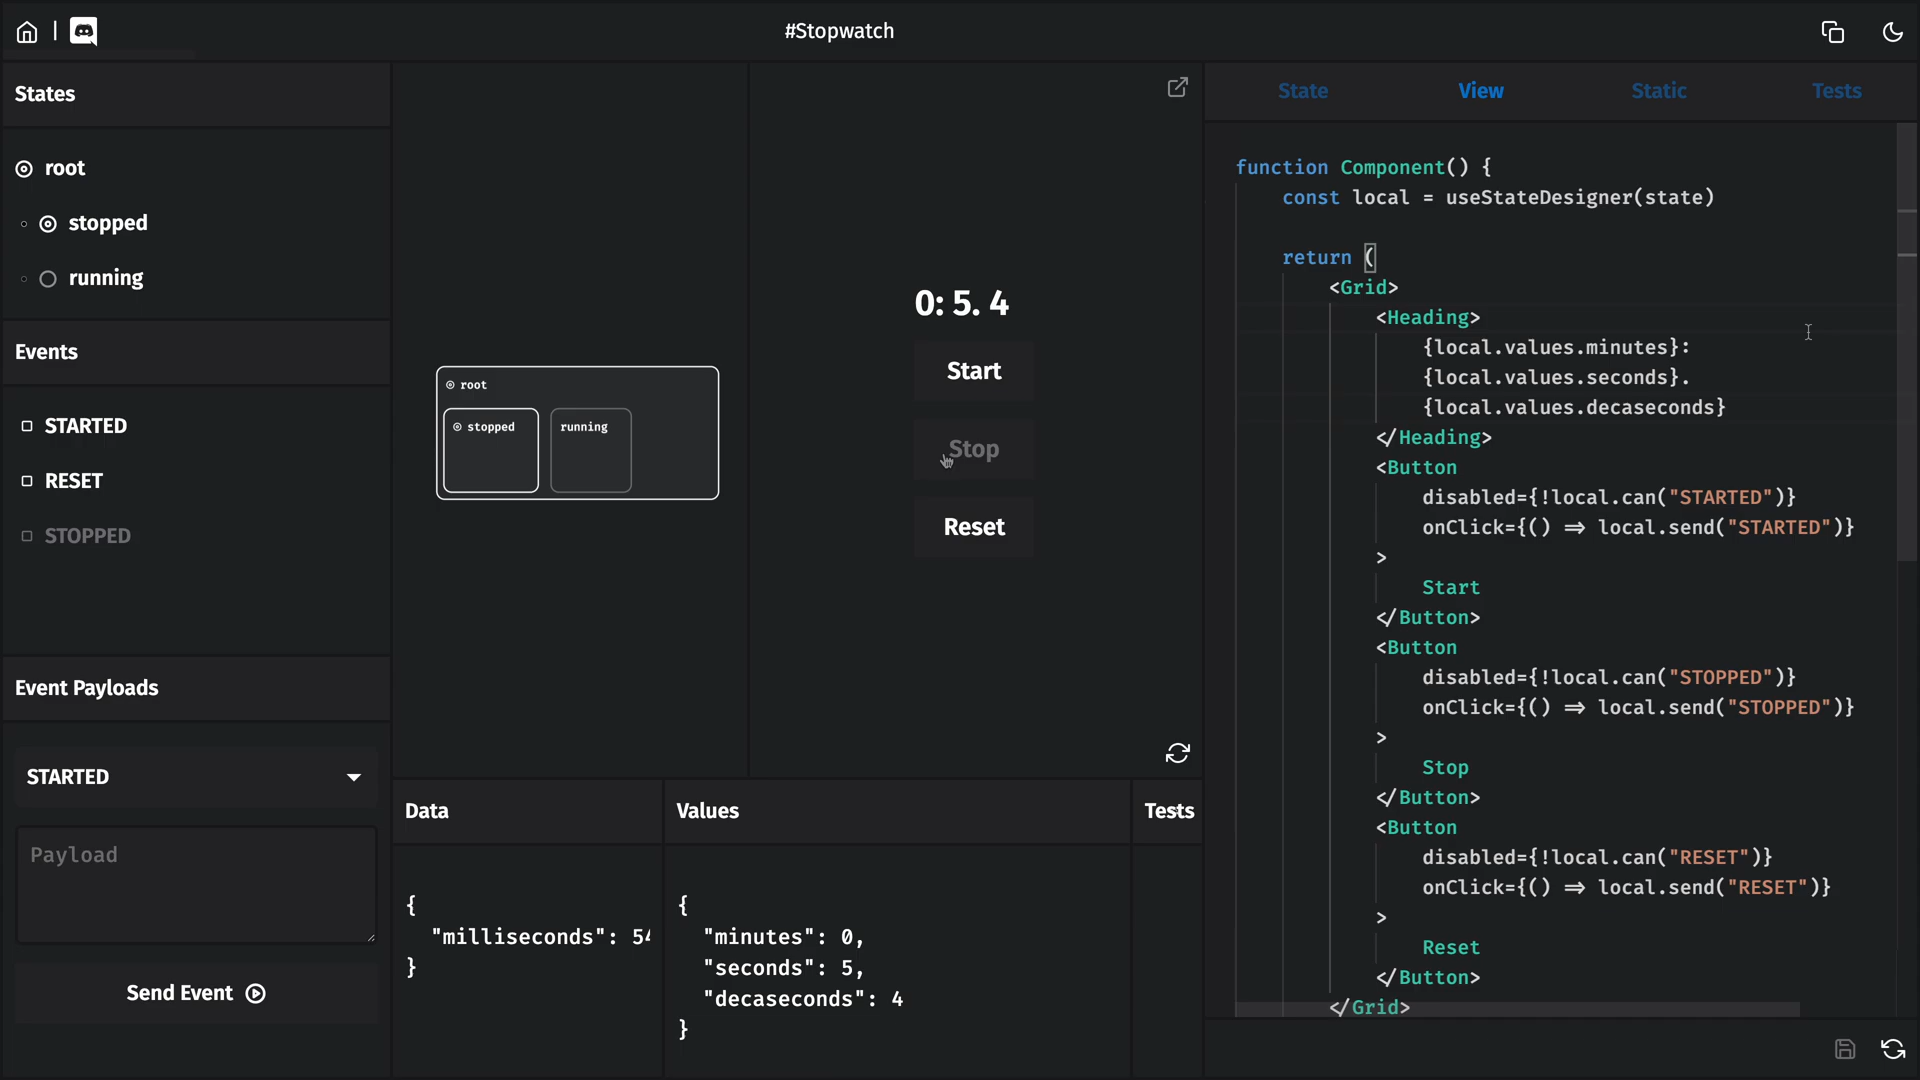 #Stopwatch
States
root
stopped
running
Events
STARTED
RESET
STOPPED
Event Payloads
STARTED
Payload
Send Event
root
stopped
running
0: 5. 4
Start
Stop
Reset
Data
{
"milliseconds": 54
}
Values
{
"minutes": 0,
"seconds": 5,
"decaseconds": 4
}
Tests
State
View
Static
Tests
function Component() {
const local = useStateDesigner(state)
return (
<Grid>
<Heading>
{local.values.minutes}:
{local.values.seconds}.
{local.values.decaseconds}
</Heading>
<Button
disabled={!local.can("STARTED")}
onClick={() => local.send("STARTED")}
>
Start
</Button>
<Button
disabled={!local.can("STOPPED")}
onClick={() => local.send("STOPPED")}
>
Stop
</Button>
<Button
disabled={!local.can("RESET")}
onClick={() => local.send("RESET")}
>
Reset
</Button>
</Grid>